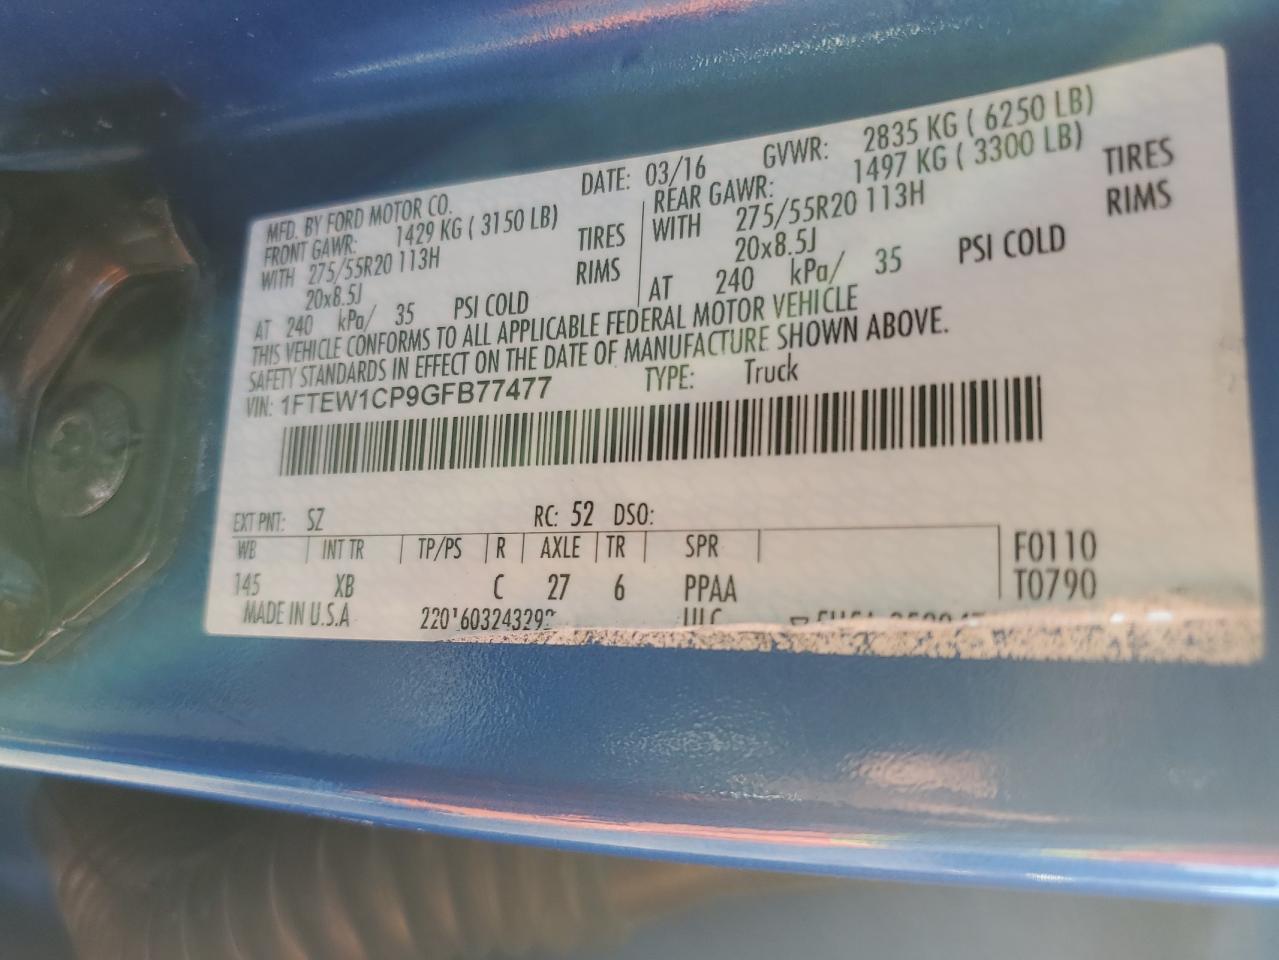 MFD. BY FORD MOTOR CO. DATE: 03/16 GVWR: 2835 KG ( 6250 LB)
FRONT GAWR: 1429 KG ( 3150 LB) REAR GAWR: 1497 KG ( 3300 LB)
WITH 275/55R20 113H TIRES WITH 275/55R20 113H TIRES
20x8.5J RIMS 20x8.5J RIMS
AT 240 kPa/ 35 PSI COLD AT 240 kPa/ 35 PSI COLD
THIS VEHICLE CONFORMS TO ALL APPLICABLE FEDERAL MOTOR VEHICLE
SAFETY STANDARDS IN EFFECT ON THE DATE OF MANUFACTURE SHOWN ABOVE.
VIN: 1FTEW1CP9GFB77477 TYPE: Truck
EXT PNT: SZ RC: 52 DSO:
WB INT TR TP/PS R AXLE TR SPR F0110
145 XB C 27 6 PPAA T0790
MADE IN U.S.A